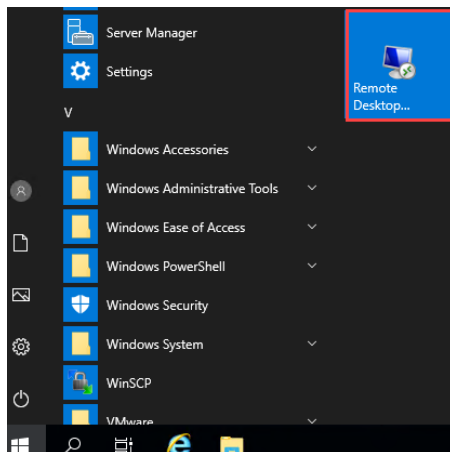 Server Manager
Settings
V
Windows Accessories
Windows Administrative Tools
Windows Ease of Access
Windows PowerShell
Windows Security
Windows System
WinSCP
VMware
Remote
Desktop...